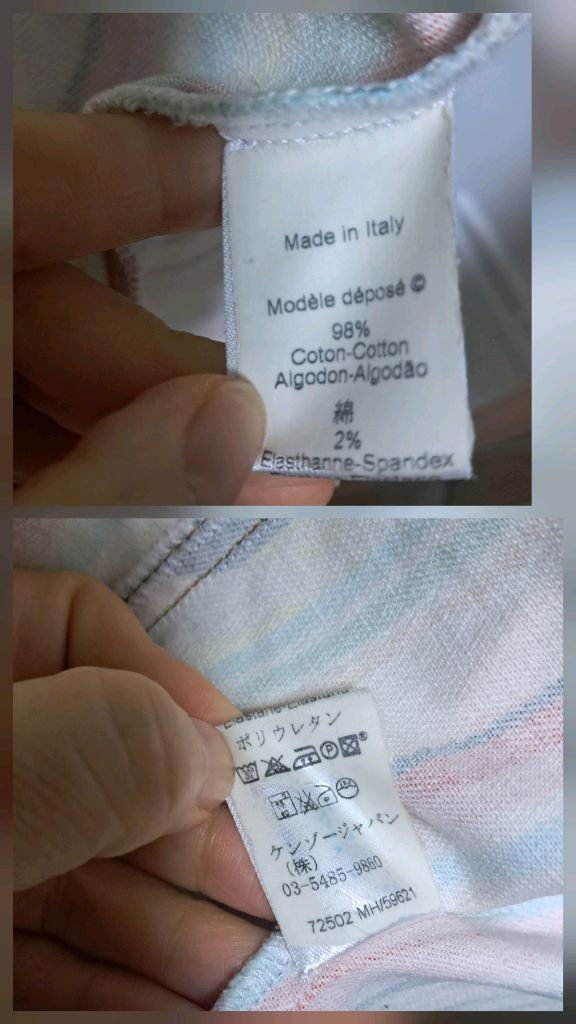 Made in Italy
Modèle déposé ©
98%
Coton-Cotton
Algodon-Algodão
綿
2%
Elasthanne-Spandex
ポリウレタン
ケンゾージャパン
(株)
03-5485-9860
72502 MH/59621